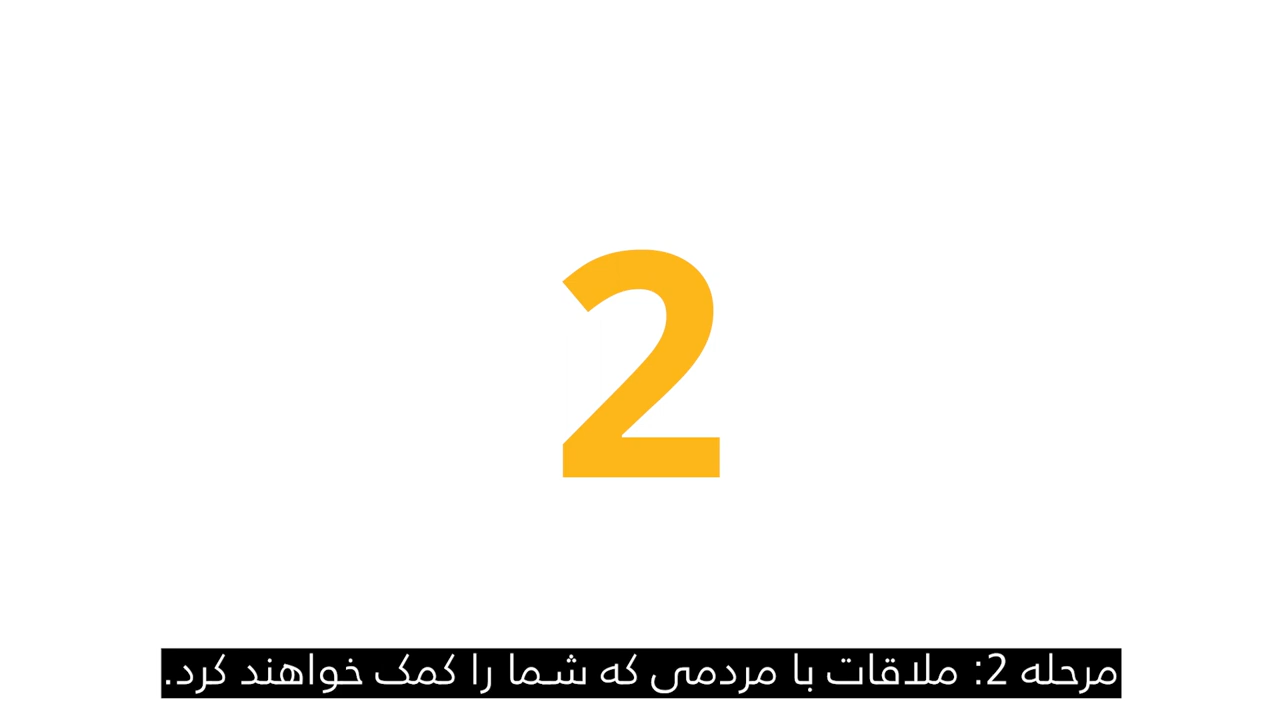 2
مرحله 2: ملاقات با مردمی که شما را کمک خواهند کرد.